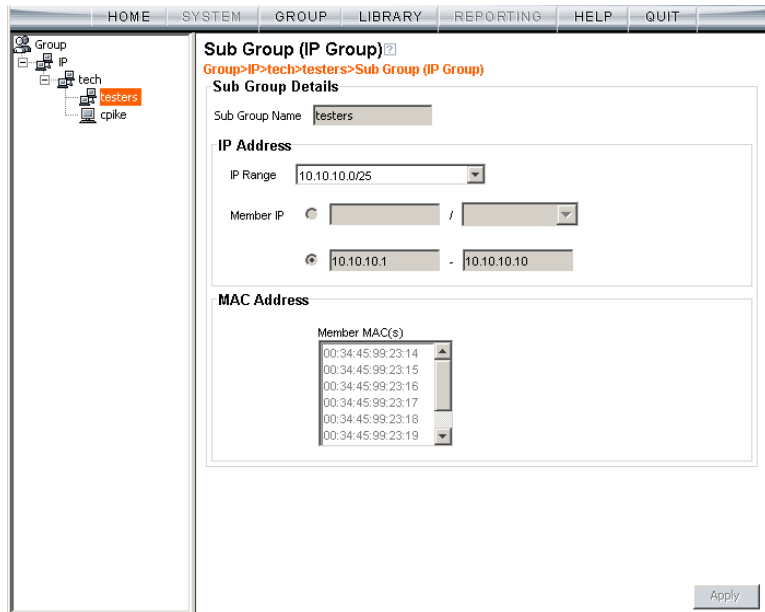 HOME SYSTEM GROUP LIBRARY REPORTING HELP QUIT
Group
IP
tech
testers
cpike
Sub Group (IP Group) ?
Group>IP>tech>testers>Sub Group (IP Group)
Sub Group Details
Sub Group Name testers
IP Address
IP Range 10.10.10.0/25
Member IP /
10.10.10.1 - 10.10.10.10
MAC Address
Member MAC(s)
00:34:45:99:23:14
00:34:45:99:23:15
00:34:45:99:23:16
00:34:45:99:23:17
00:34:45:99:23:18
00:34:45:99:23:19
Apply